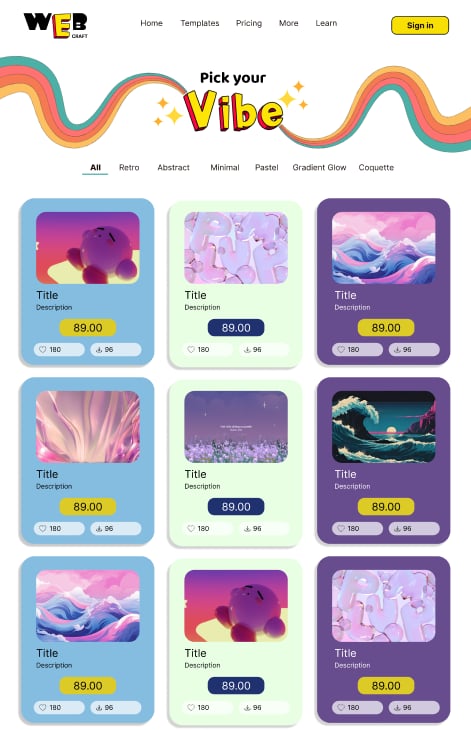 WEB
CRAFT
Home Templates Pricing More Learn Sign in
Pick your
Vibe
All Retro Abstract Minimal Pastel Gradient Glow Coquette
Title Title Title
Description Description Description
89.00 89.00 89.00
180 96 180 96 180 96
Title Title Title
Description Description Description
89.00 89.00 89.00
180 96 180 96 180 96
Title Title Title
Description Description Description
89.00 89.00 89.00
180 96 180 96 180 96